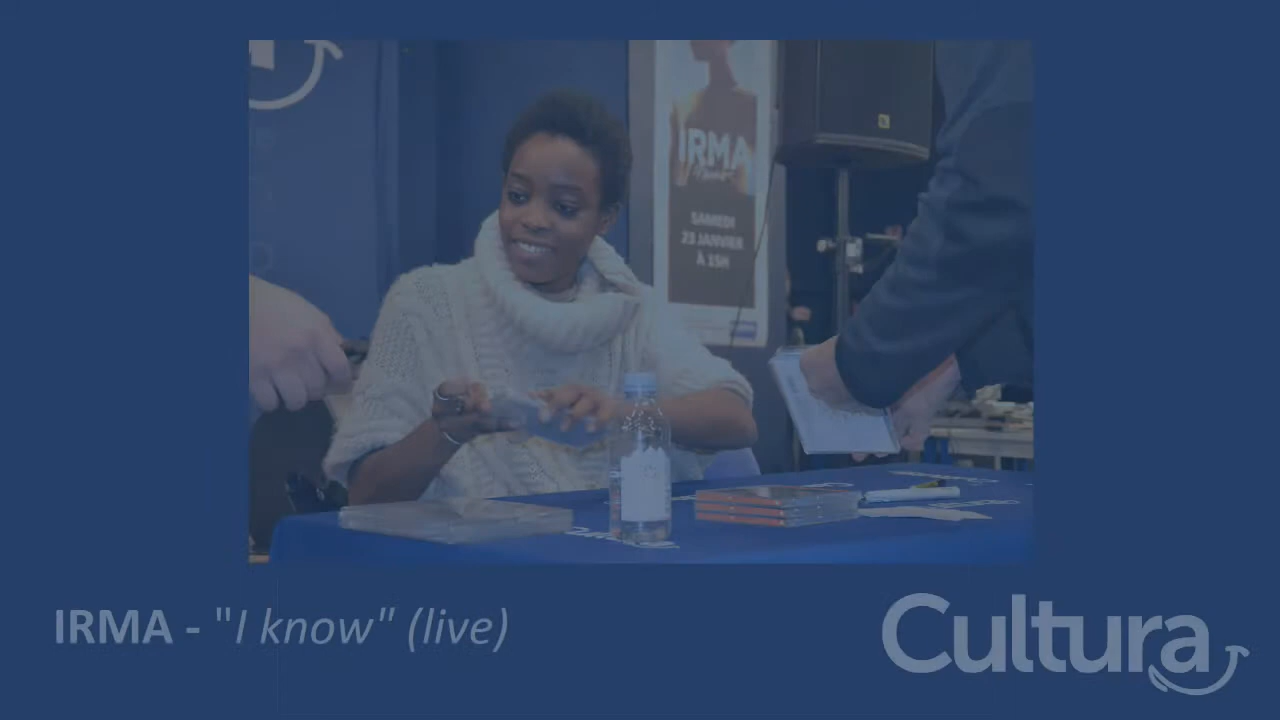 IRMA
SAMEDI
23 JANVIER
À 15H
IRMA - "I know" (live)
Cultura